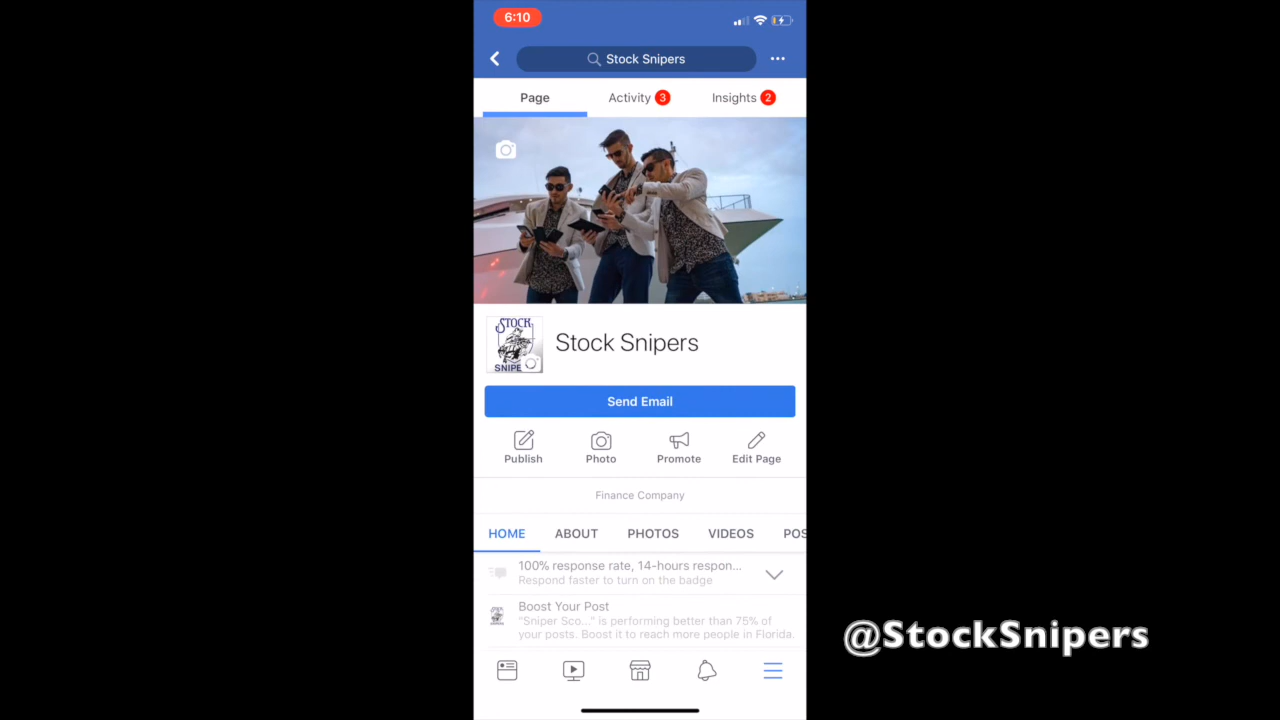 6:10
Stock Snipers
Page
Activity 3
Insights 2
STOCK
SNIPE
Stock Snipers
Send Email
Publish
Photo
Promote
Edit Page
Finance Company
HOME
ABOUT
PHOTOS
VIDEOS
POS
100% response rate, 14-hours respon...
Respond faster to turn on the badge
Boost Your Post
"Sniper Sco..." is performing better than 75% of
your posts. Boost it to reach more people in Florida.
@StockSnipers